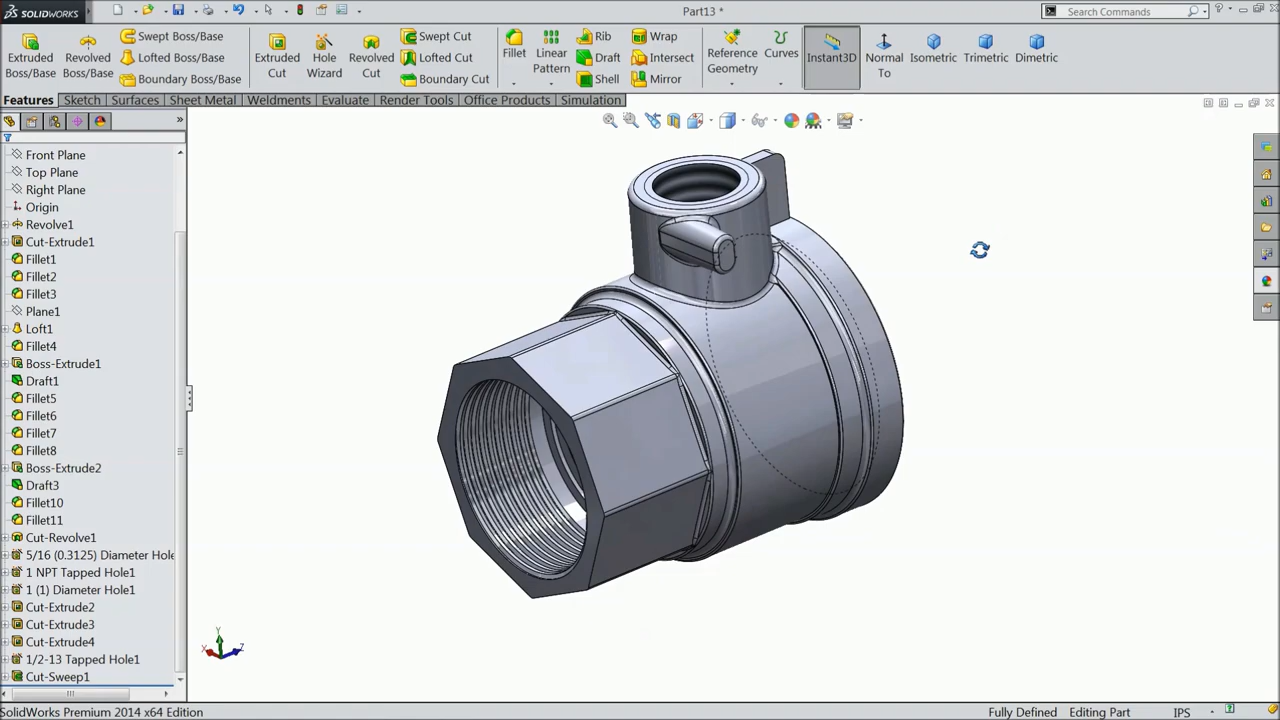 SOLIDWORKS
Part13 *
Search Commands
Extruded Boss/Base
Revolved Boss/Base
Swept Boss/Base
Lofted Boss/Base
Boundary Boss/Base
Extruded Cut
Hole Wizard
Revolved Cut
Swept Cut
Lofted Cut
Boundary Cut
Fillet
Linear Pattern
Rib
Draft
Shell
Wrap
Intersect
Mirror
Reference Geometry
Curves
Instant3D
Normal To
Isometric
Trimetric
Dimetric
Features Sketch Surfaces Sheet Metal Weldments Evaluate Render Tools Office Products Simulation
Front Plane
Top Plane
Right Plane
Origin
Revolve1
Cut-Extrude1
Fillet1
Fillet2
Fillet3
Plane1
Loft1
Fillet4
Boss-Extrude1
Draft1
Fillet5
Fillet6
Fillet7
Fillet8
Boss-Extrude2
Draft3
Fillet10
Fillet11
Cut-Revolve1
5/16 (0.3125) Diameter Hole
1 NPT Tapped Hole1
1 (1) Diameter Hole1
Cut-Extrude2
Cut-Extrude3
Cut-Extrude4
1/2-13 Tapped Hole1
Cut-Sweep1
Y
X
Z
SolidWorks Premium 2014 x64 Edition
Fully Defined
Editing Part
IPS